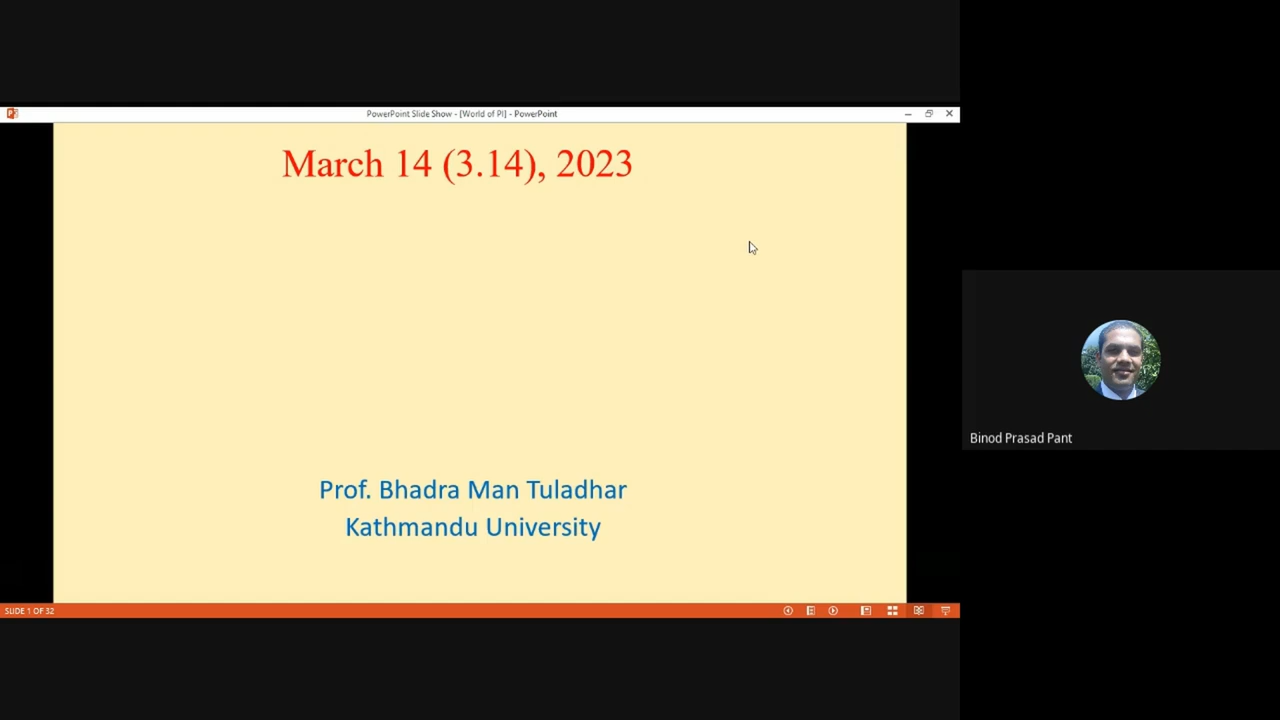 PowerPoint Slide Show - [World of PI] - PowerPoint
March 14 (3.14), 2023
Prof. Bhadra Man Tuladhar
Kathmandu University
SLIDE 1 OF 32
Binod Prasad Pant